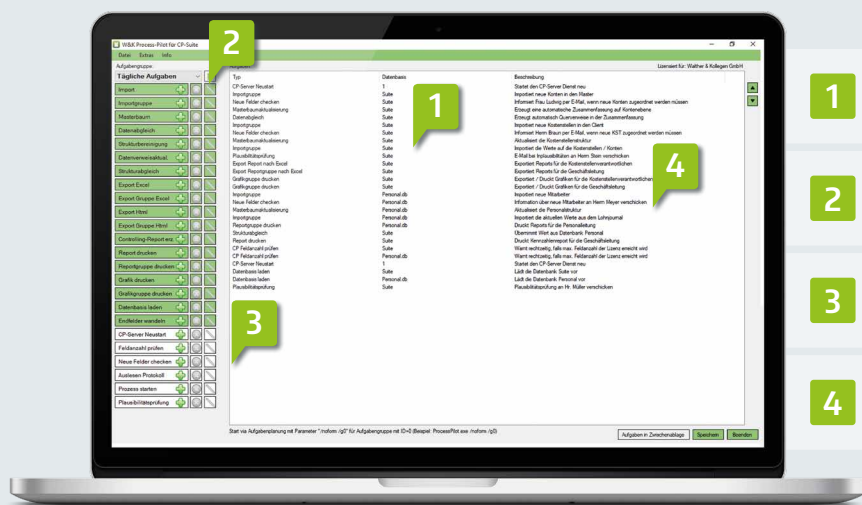 W&K Process-Pilot für CP-Suite
Datei Extras Info
Aufgabengruppe:
Lizensiert für: Walther & Kollegen GmbH
Tägliche Aufgaben
Typ Datenbasis Beschreibung
CP-Server Neustart 1 Startet den CP-Server Dienst neu
Importgruppe Suite Importiert neue Konten in den Master
Neue Felder checken Suite Informiert Frau Ludwig per E-Mail, wenn neue Konten zugeordnet werden müssen
Masterbaumaktualisierung Suite Erzeugt eine automatische Zusammenfassung auf Kontenebene
Datenabgleich Suite Erzeugt automatisch Querverweise in der Zusammenfassung
Importgruppe Suite Importiert neue Kostenstellen in den Client
Neue Felder checken Suite Informiert Herrn Braun per E-Mail, wenn neue KST zugeordnet werden müssen
Masterbaumaktualisierung Suite Aktualisiert die Kostenstellenstruktur
Importgruppe Suite Importiert die Werte auf die Kostenstellen / Konten
Plausibilitätsprüfung Suite E-Mail bei Inplausibilitäten an Herrn Stein verschicken
Export Report nach Excel Suite Exportiert Reports für die Kostenstellenverantwortlichen
Export Reportgruppe nach Excel Suite Exportiert Reports für die Geschäftsleitung
Grafikgruppe drucken Suite Exportiert / Druckt Grafiken für die Kostenstellenverantwortlichen
Grafikgruppe drucken Suite Exportiert / Druckt Grafiken für die Geschäftsleitung
Importgruppe Personal.db Importiert neue Mitarbeiter
Neue Felder checken Personal.db Information über neue Mitarbeiter an Herrn Meyer verschicken
Masterbaumaktualisierung Personal.db Aktualisiert die Personalstruktur
Importgruppe Personal.db Importiert die aktuellen Werte aus dem Lohnjournal
Reportgruppe drucken Personal.db Druckt Reports für die Personalleitung
Strukturabgleich Suite Übernimmt Wert aus Datenbank Personal
Report drucken Suite Druckt Kennzahlenreport für die Geschäftsleitung
CP Feldanzahl prüfen Suite Warnt rechtzeitig, falls max. Feldanzahl der Lizenz erreicht wird
CP Feldanzahl prüfen Personal.db Warnt rechtzeitig, falls max. Feldanzahl der Lizenz erreicht wird
CP-Server Neustart 1 Startet den CP-Server Dienst neu
Datenbasis laden Suite Lädt die Datenbank Suite vor
Datenbasis laden Personal.db Lädt die Datenbank Personal vor
Plausibilitätsprüfung Suite Plausibilitätsprüfung an Hr. Müller verschicken
Import
Importgruppe
Masterbaum
Datenabgleich
Strukturbereinigung
Datenverweisaktual.
Strukturabgleich
Export Excel
Export Gruppe Excel
Export Html
Export Gruppe Html
Controlling-Report
Report drucken
Reportgruppe drucken
Grafik drucken
Grafikgruppe drucken
Datenbasis laden
Endfelder wandeln
CP-Server Neustart
Feldanzahl prüfen
Neue Felder checken
Auslesen Protokoll
Prozess starten
Plausibilitätsprüfung
Start via Aufgabenplanung mit Parameter "/noform /g0" für Aufgabengruppe mit ID=0 (Beispiel: ProcessPilot.exe /noform /g0)
Aufgaben in Zwischenablage Speichern Beenden
2
1
4
3
1
2
3
4